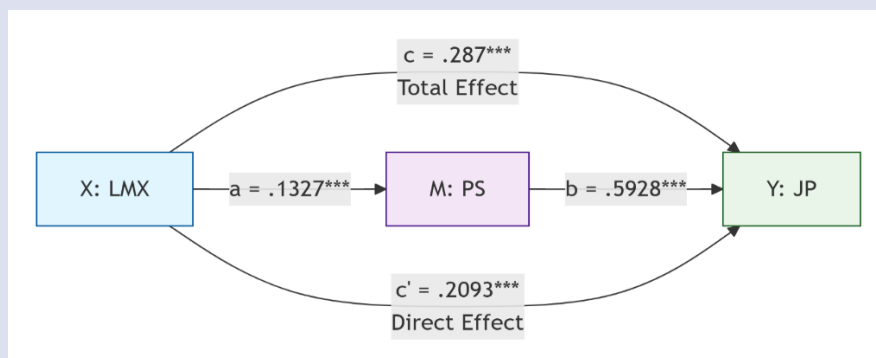 c = .287***
Total Effect
X: LMX
a = .1327***
M: PS
b = .5928***
Y: JP
c' = .2093***
Direct Effect